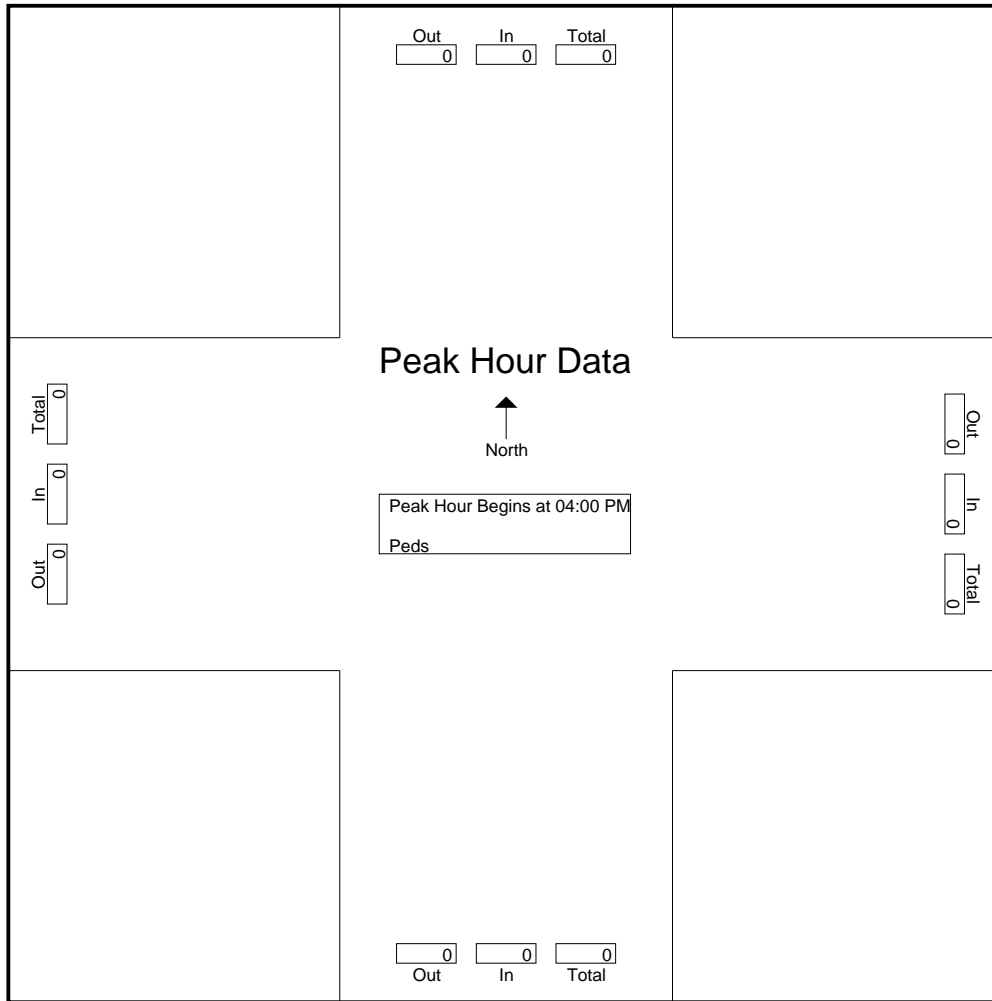 Out In Total
0 0 0
Peak Hour Data
North
Peak Hour Begins at 04:00 PM
Peds
Total
0
In
0
Out
0
Out
0
In
0
Total
0
0 0 0
Out In Total